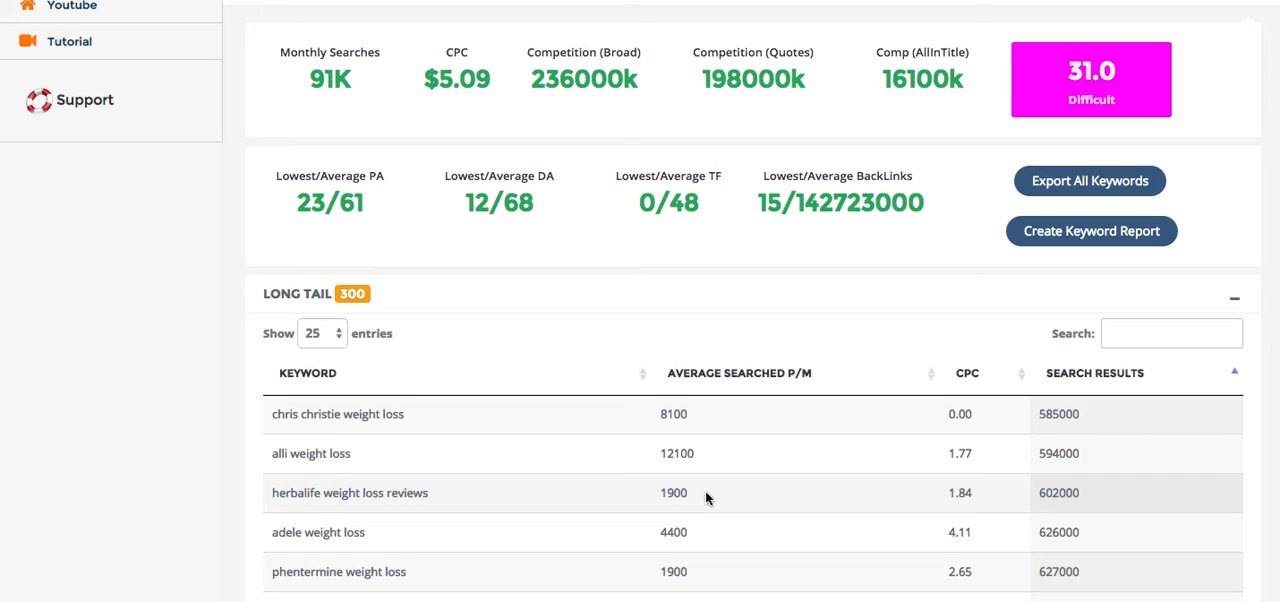 Youtube
Tutorial
Support
Monthly Searches CPC Competition (Broad) Competition (Quotes) Comp (AllInTitle)
91K $5.09 236000k 198000k 16100k
31.0
Difficult
Lowest/Average PA Lowest/Average DA Lowest/Average TF Lowest/Average BackLinks
23/61 12/68 0/48 15/142723000
Export All Keywords
Create Keyword Report
LONG TAIL 300
Show 25 entries Search:
KEYWORD AVERAGE SEARCHED P/M CPC SEARCH RESULTS
chris christie weight loss 8100 0.00 585000
alli weight loss 12100 1.77 594000
herbalife weight loss reviews 1900 1.84 602000
adele weight loss 4400 4.11 626000
phentermine weight loss 1900 2.65 627000